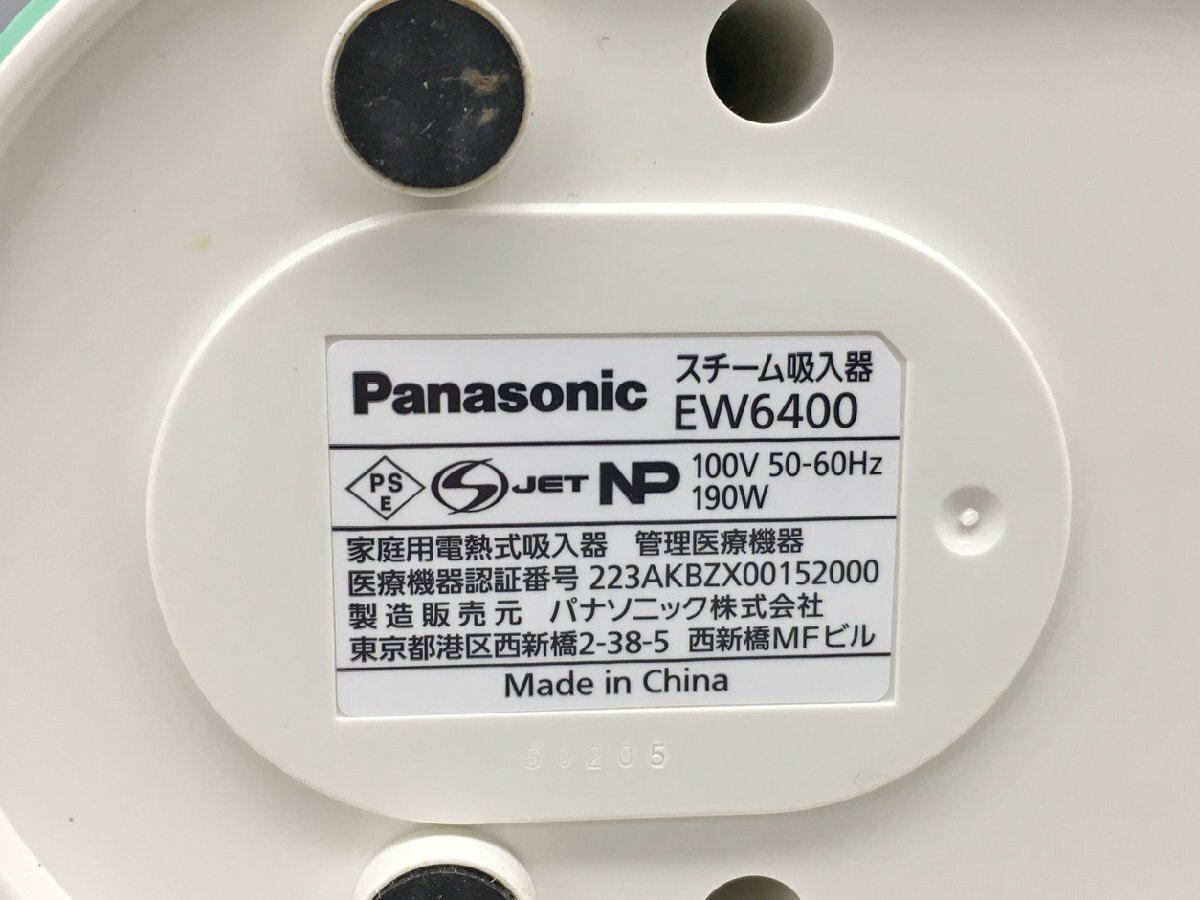 Panasonic スチーム吸入器
EW6400
PS E JET NP 100V 50-60Hz
190W
家庭用電熱式吸入器 管理医療機器
医療機器認証番号 223AKBZX00152000
製造販売元 パナソニック株式会社
東京都港区西新橋2-38-5 西新橋MFビル
Made in China